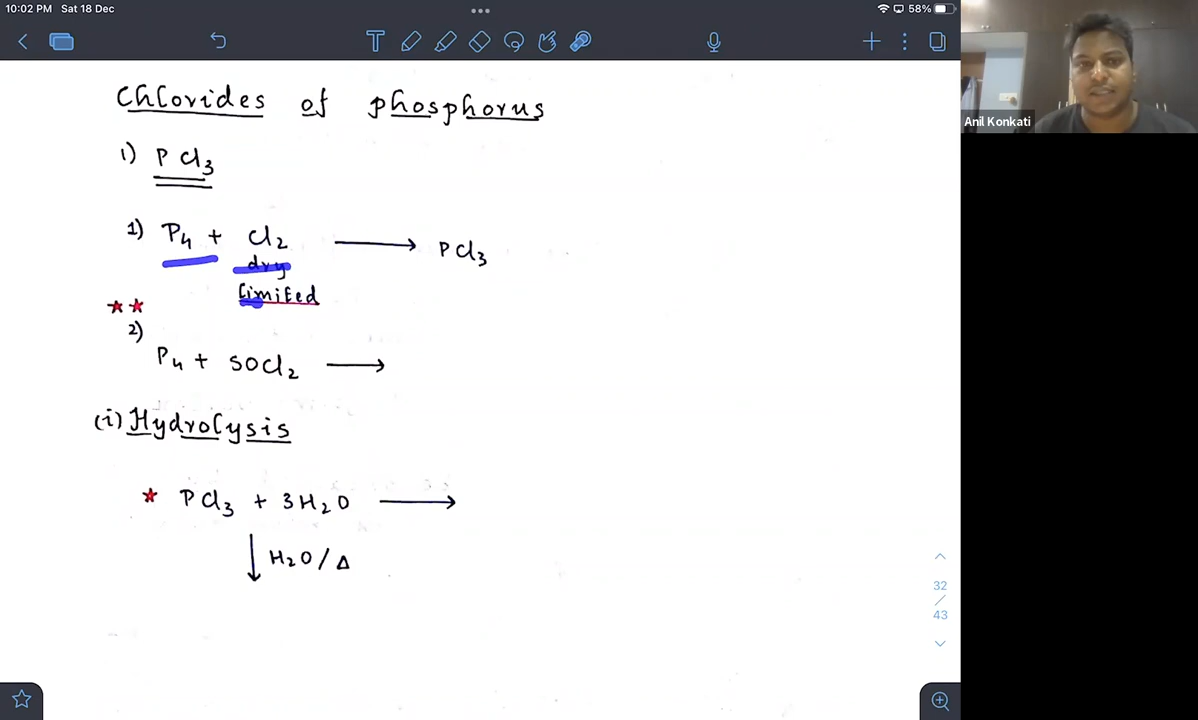 10:02 PM Sat 18 Dec
58%
Chlorides of phosphorus
1) PCl3
1) P4 + Cl2 ⟶ PCl3
dry
limited
★★
2)
P4 + SOCl2 ⟶
(i) Hydrolysis
★ PCl3 + 3H2O ⟶
↓ H2O/Δ
32
/
43
Anil Konkati